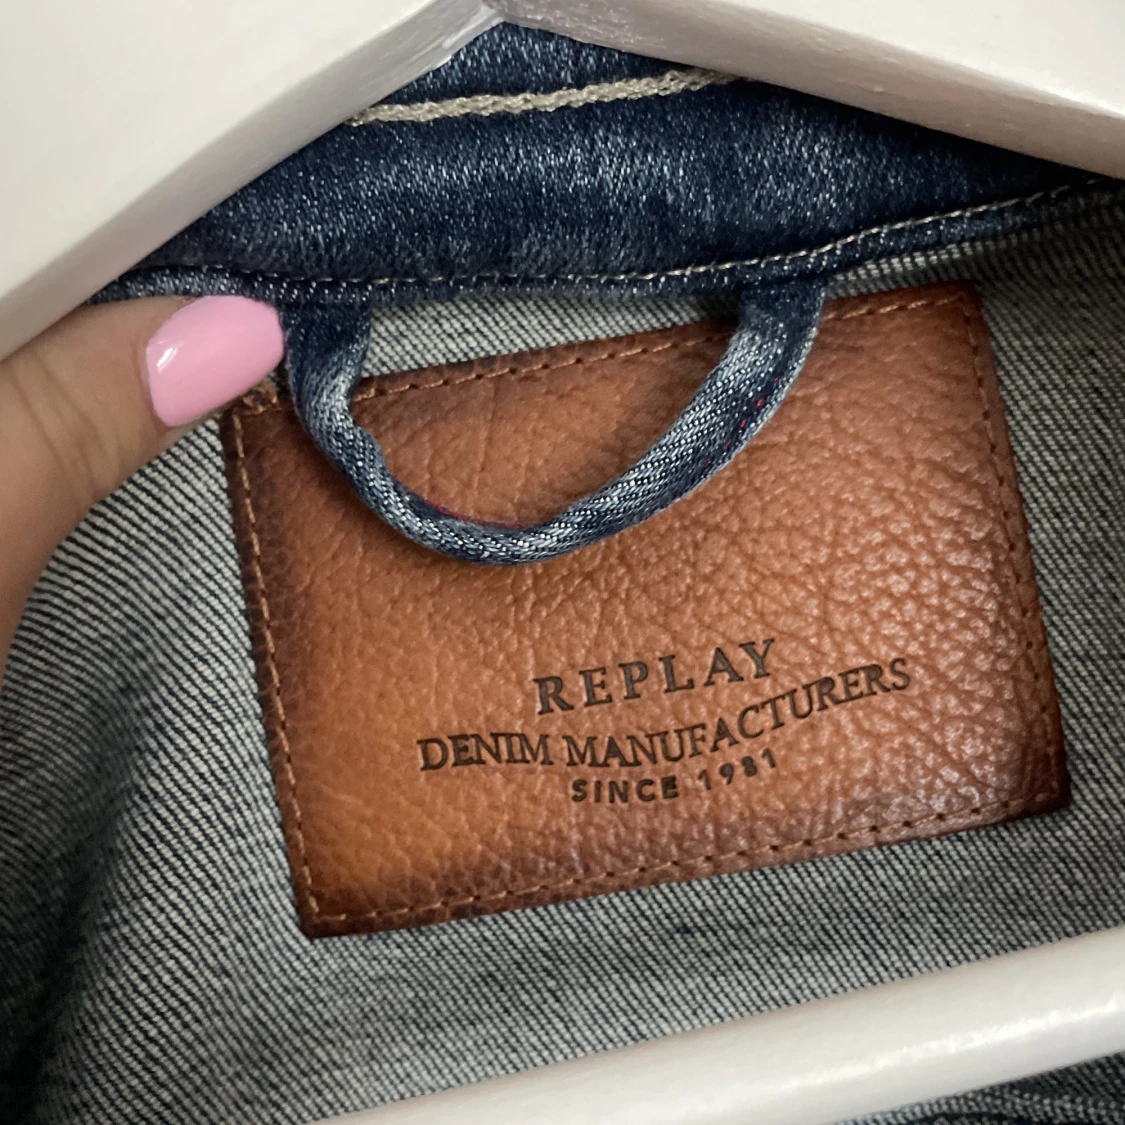 REPLAY
DENIM MANUFACTURERS
SINCE 1981